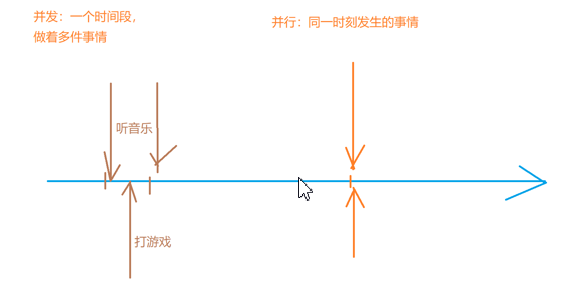 并发：一个时间段，
做着多件事情
并行：同一时刻发生的事情
听音乐
打游戏